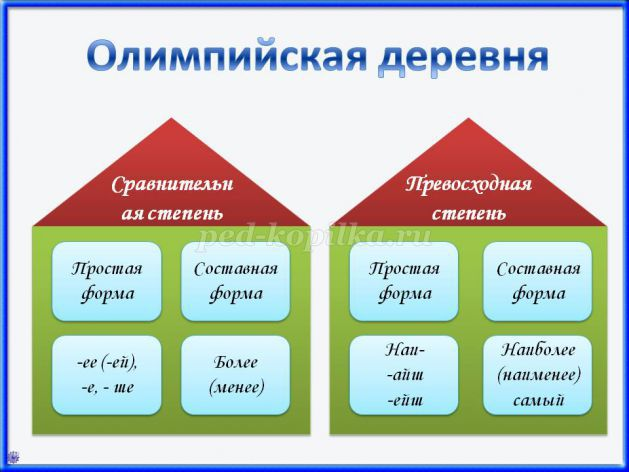 Олимпийская деревня
Сравнительн
ая степень
Превосходная
степень
ped-kopilka.ru
Простая
форма
Составная
форма
Простая
форма
Составная
форма
-ее (-ей),
-е, - ше
Более
(менее)
Наи-
-айш
-ейш
Наиболее
(наименее)
самый